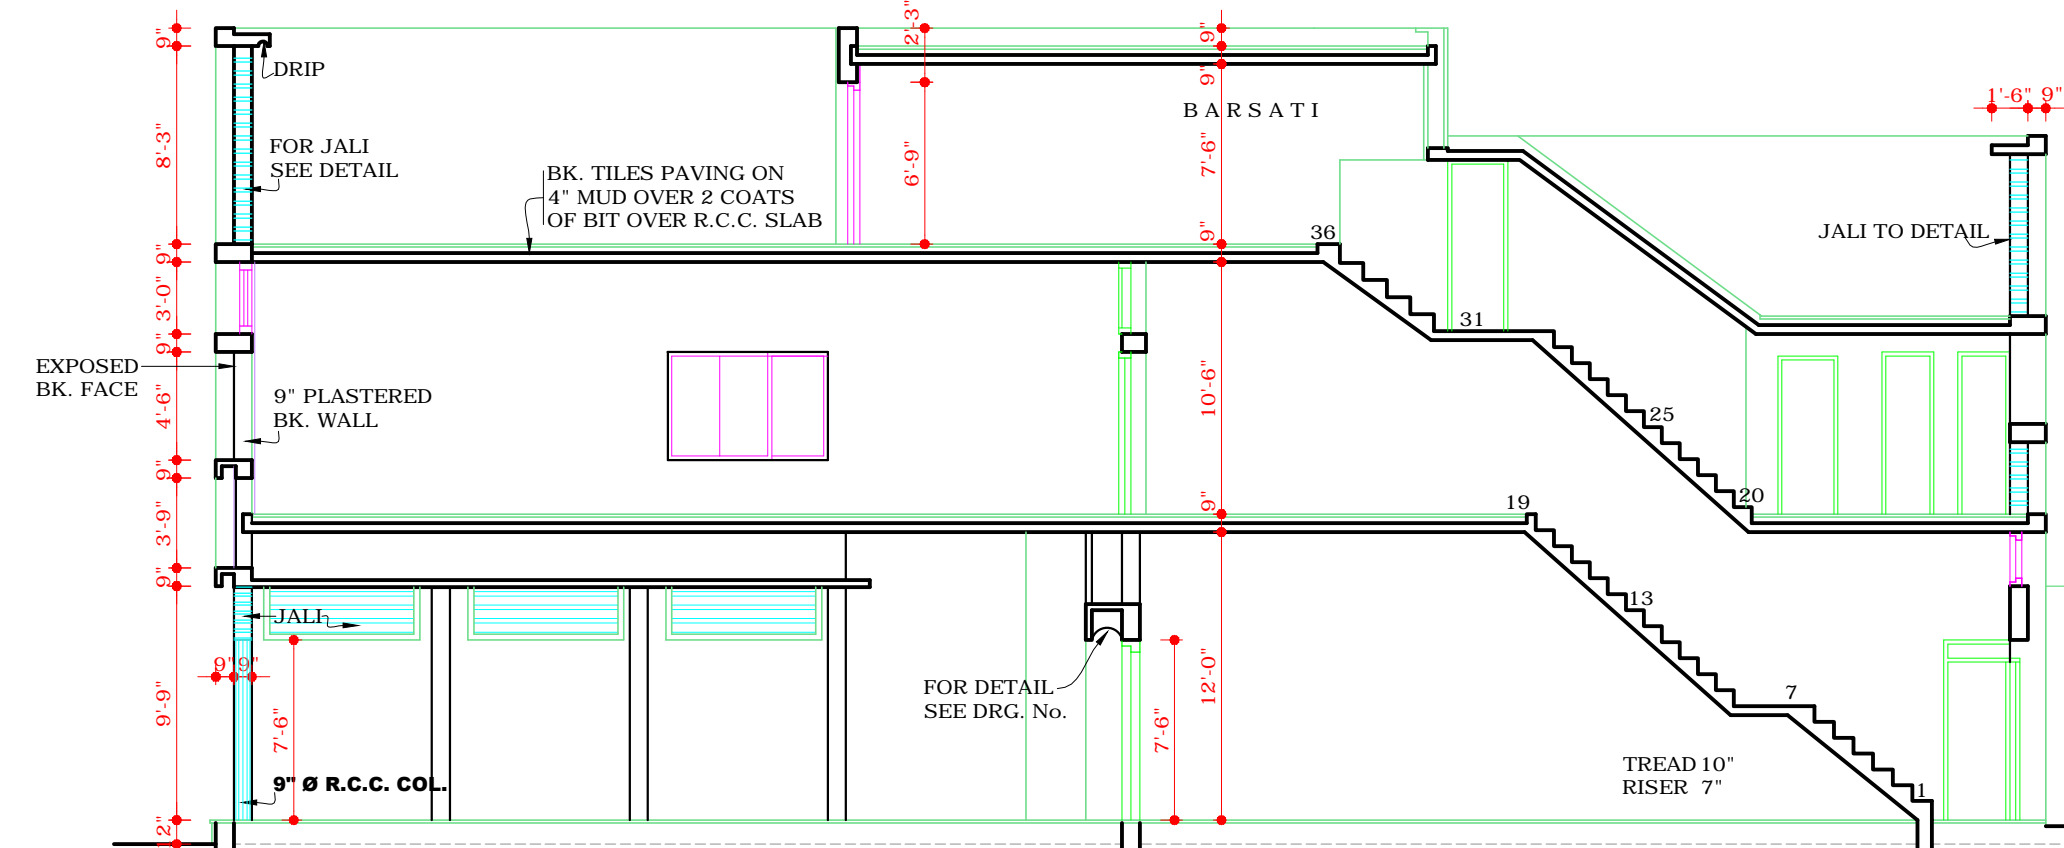 9"
2'-3"
9"
DRIP
9"
1'-6" 9"
BARSATI
8'-3"
FOR JALI
SEE DETAIL
6'-9"
7'-6"
BK. TILES PAVING ON
4" MUD OVER 2 COATS
OF BIT OVER R.C.C. SLAB
36
9"
9"
JALI TO DETAIL
3'-0"
31
9"
EXPOSED
BK. FACE
4'-6"
9" PLASTERED
BK. WALL
10'-6"
25
9"
20
19
9"
3'-9"
9"
13
JALI
9" 9"
9'-9"
7'-6"
FOR DETAIL
SEE DRG. No.
7'-6"
12'-0"
7
TREAD 10"
RISER 7"
9" Ø R.C.C. COL.
1